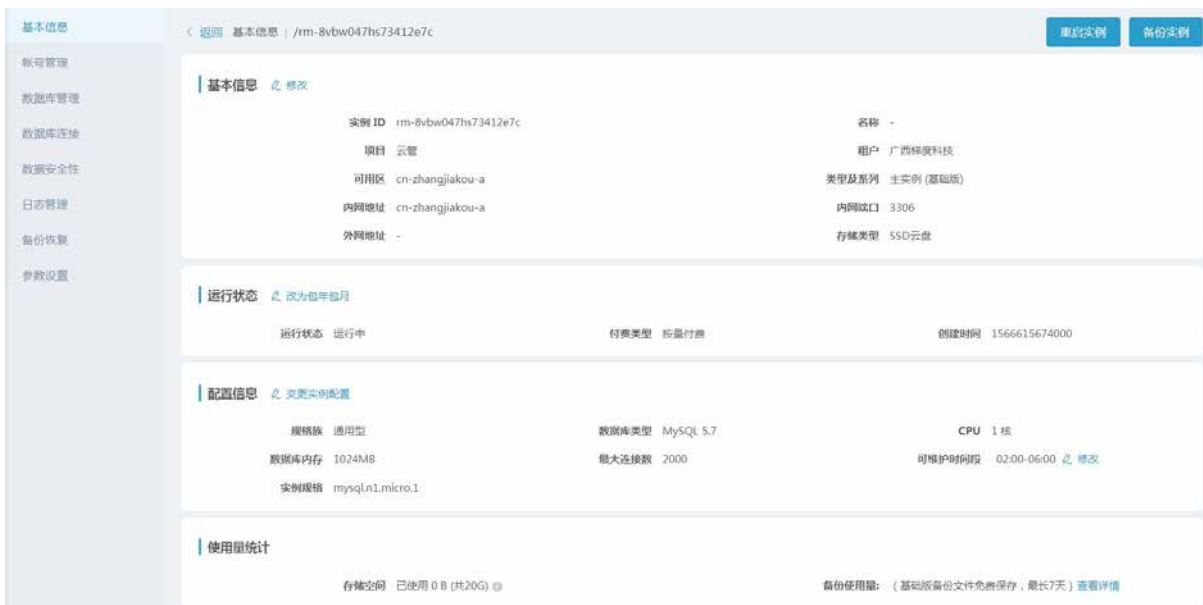 基本信息
帐号管理
数据库管理
数据库连接
数据安全性
日志管理
备份恢复
参数设置
< 返回 基本信息 | /rm-8vbw047hs73412e7c
重启实例 备份实例
基本信息 修改
实例 ID rm-8vbw047hs73412e7c 名称 -
项目 云管 租户 广西梯度科技
可用区 cn-zhangjiakou-a 类型及系列 主实例 (基础版)
内网地址 cn-zhangjiakou-a 内网端口 3306
外网地址 - 存储类型 SSD云盘
运行状态 改为包年包月
运行状态 运行中 付费类型 按量付费 创建时间 1566615674000
配置信息 变更实例配置
规格族 通用型 数据库类型 MySQL 5.7 CPU 1 核
数据库内存 1024MB 最大连接数 2000 可维护时间段 02:00-06:00 修改
实例规格 mysql.n1.micro.1
使用量统计
存储空间 已使用 0 B (共20G) 备份使用量: ( 基础版备份文件免费保存，最长7天 ) 查看详情